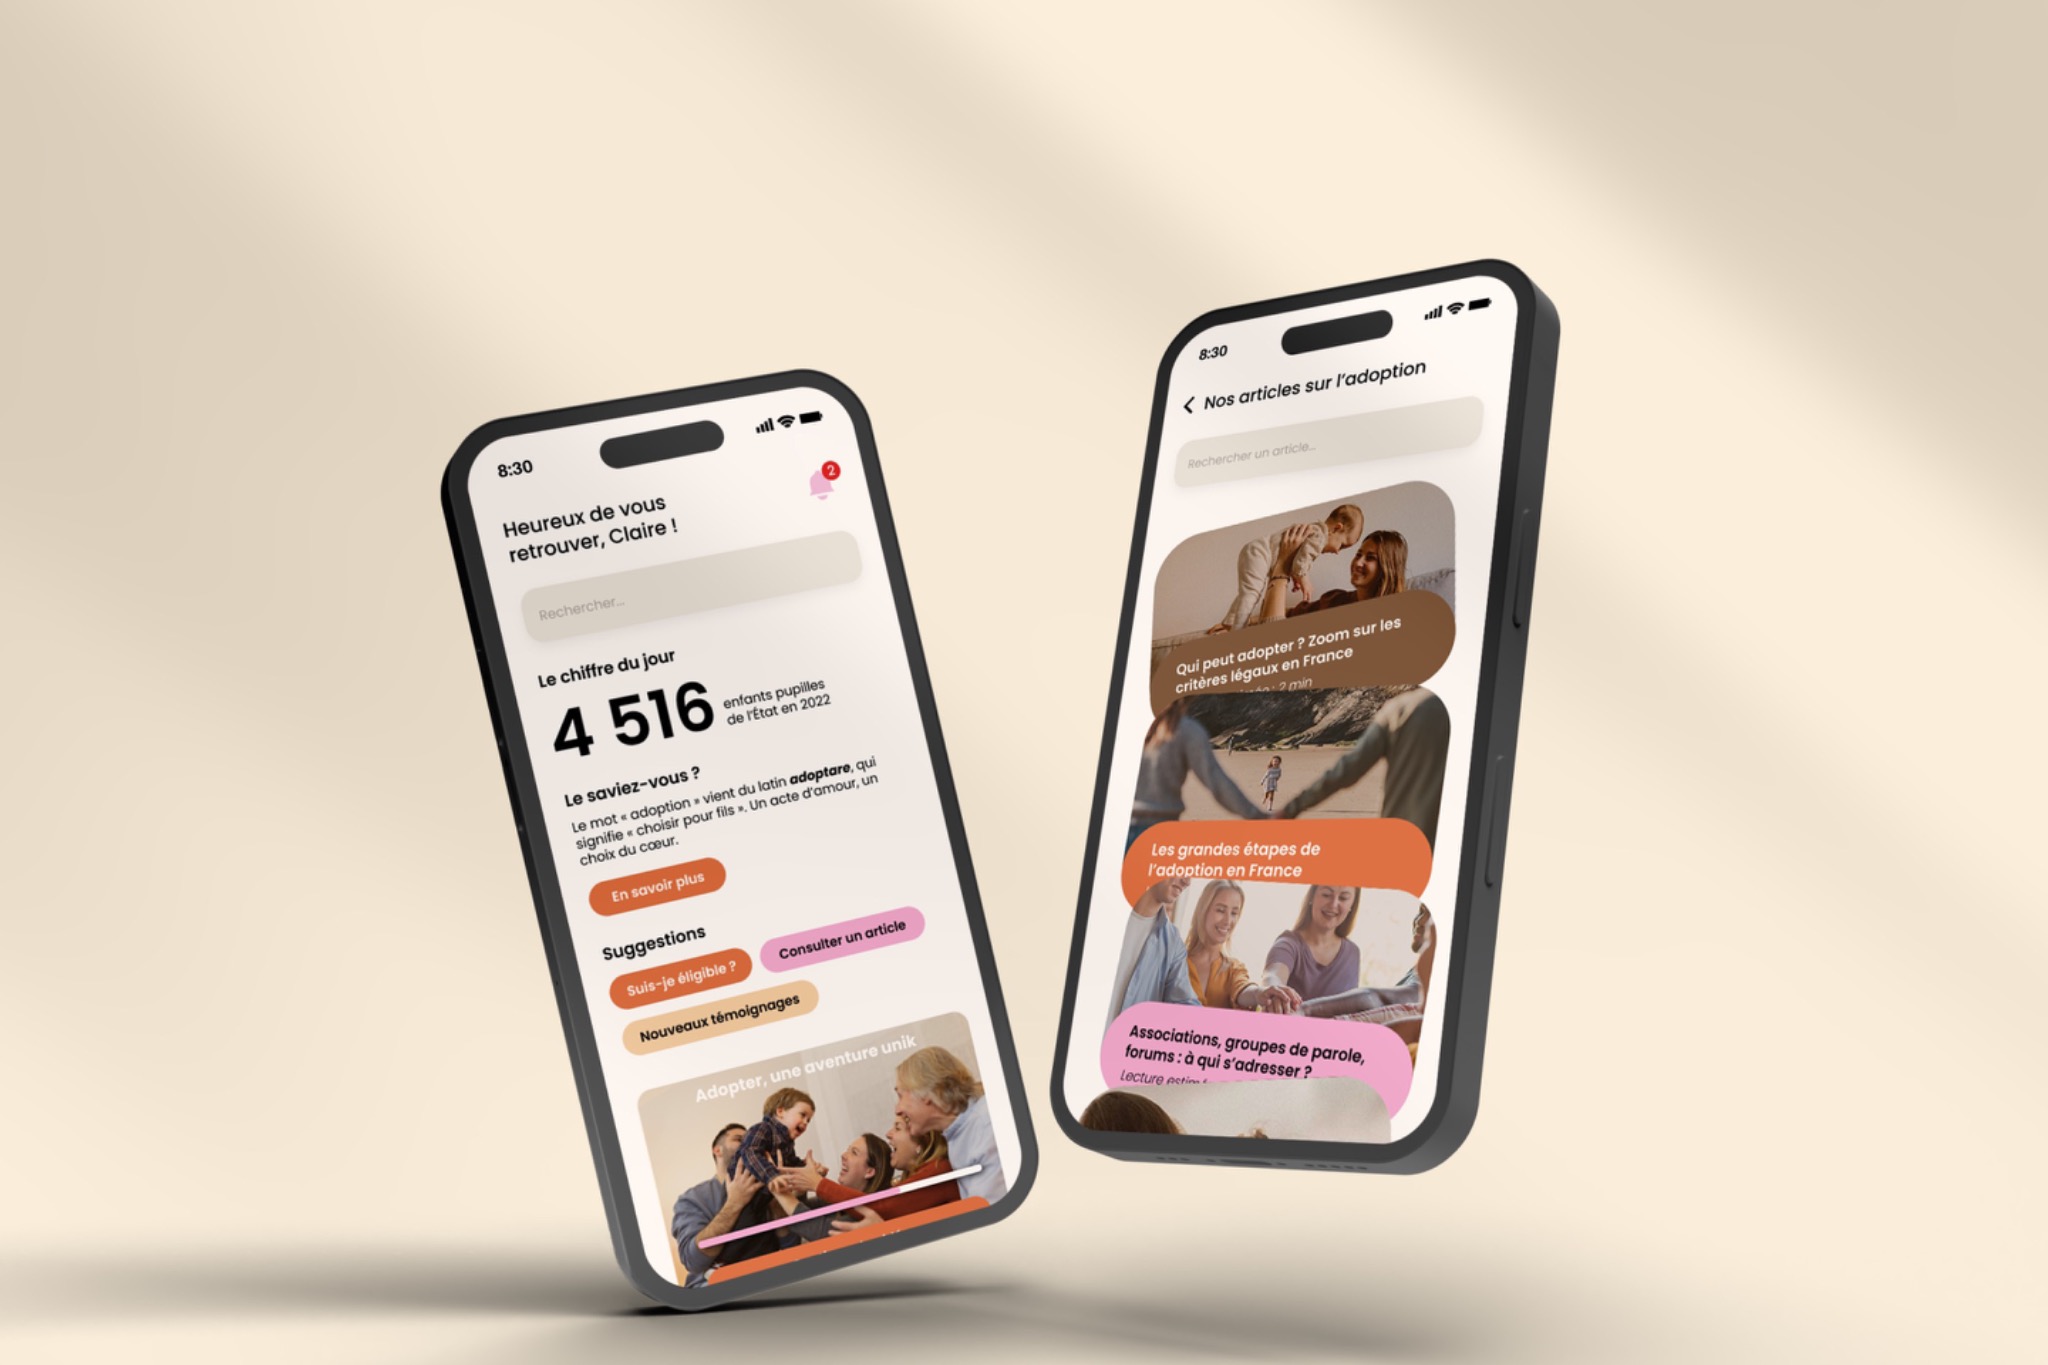 8:30
2
Heureux de vous
retrouver, Claire !
Rechercher...
Le chiffre du jour
4 516
enfants pupilles
de l'État en 2022
Le saviez-vous ?
Le mot « adoption » vient du latin adoptare, qui
signifie « choisir pour fils ». Un acte d'amour, un
choix du cœur.
En savoir plus
Suggestions
Suis-je éligible ?
Consulter un article
Nouveaux témoignages
Adopter, une aventure unik
8:30
Nos articles sur l'adoption
Rechercher un article...
Qui peut adopter ? Zoom sur les
critères légaux en France
: 2 min
Les grandes étapes de
l'adoption en France
Associations, groupes de parole,
forums : à qui s'adresser ?
Lecture